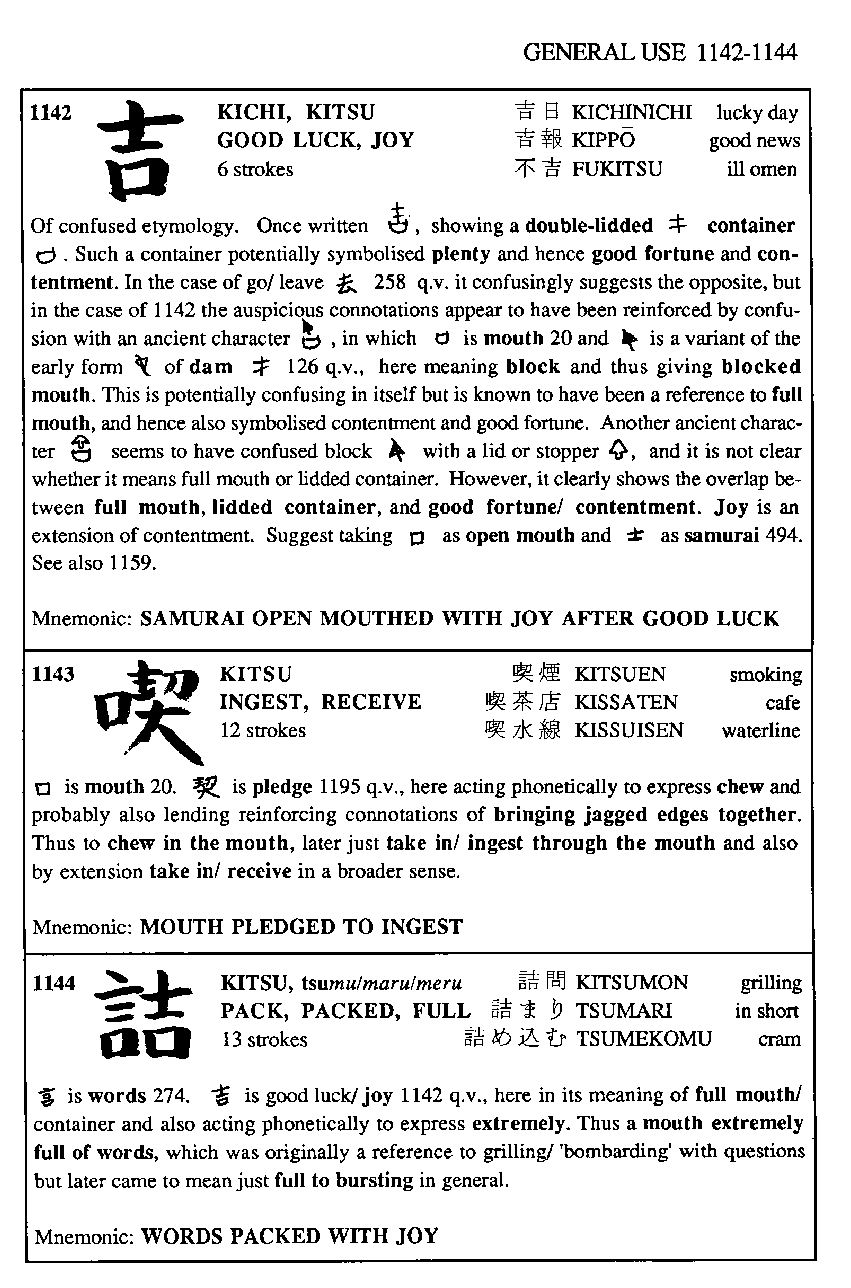 GENERAL USE 1142-1144
1142 吉 KICHI, KITSU 吉日 KICHINICHI lucky day
GOOD LUCK, JOY 吉報 KIPPŌ good news
6 strokes 不吉 FUKITSU ill omen
Of confused etymology. Once written , showing a double-lidded container
. Such a container potentially symbolised plenty and hence good fortune and con-
tentment. In the case of go/ leave 去 258 q.v. it confusingly suggests the opposite, but
in the case of 1142 the auspicious connotations appear to have been reinforced by confu-
sion with an ancient character , in which is mouth 20 and is a variant of the
early form of dam 才 126 q.v., here meaning block and thus giving blocked
mouth. This is potentially confusing in itself but is known to have been a reference to full
mouth, and hence also symbolised contentment and good fortune. Another ancient charac-
ter seems to have confused block with a lid or stopper , and it is not clear
whether it means full mouth or lidded container. However, it clearly shows the overlap be-
tween full mouth, lidded container, and good fortune/ contentment. Joy is an
extension of contentment. Suggest taking 口 as open mouth and 士 as samurai 494.
See also 1159.
Mnemonic: SAMURAI OPEN MOUTHED WITH JOY AFTER GOOD LUCK
1143 喫 KITSU 喫煙 KITSUEN smoking
INGEST, RECEIVE 喫茶店 KISSATEN cafe
12 strokes 喫水線 KISSUISEN waterline
口 is mouth 20. 契 is pledge 1195 q.v., here acting phonetically to express chew and
probably also lending reinforcing connotations of bringing jagged edges together.
Thus to chew in the mouth, later just take in/ ingest through the mouth and also
by extension take in/ receive in a broader sense.
Mnemonic: MOUTH PLEDGED TO INGEST
1144 詰 KITSU, tsumu/maru/meru 詰問 KITSUMON grilling
PACK, PACKED, FULL 詰まり TSUMARI in short
13 strokes 詰め込む TSUMEKOMU cram
言 is words 274. 吉 is good luck/ joy 1142 q.v., here in its meaning of full mouth/
container and also acting phonetically to express extremely. Thus a mouth extremely
full of words, which was originally a reference to grilling/ 'bombarding' with questions
but later came to mean just full to bursting in general.
Mnemonic: WORDS PACKED WITH JOY